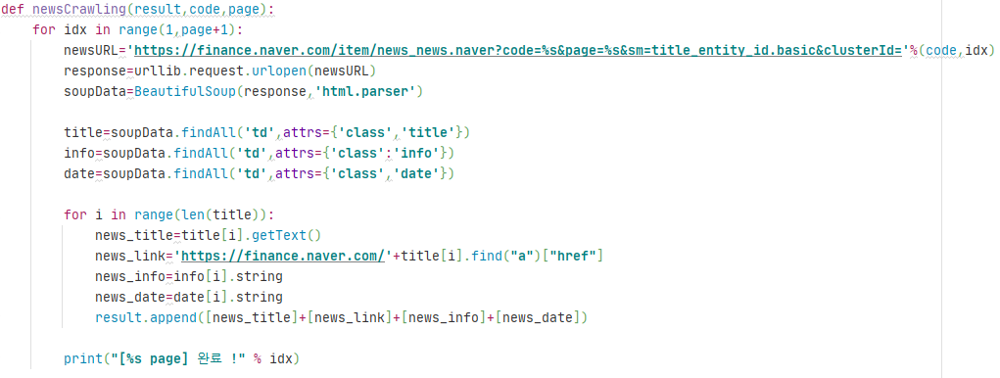 def newsCrawling(result,code,page):
    for idx in range(1,page+1):
        newsURL='https://finance.naver.com/item/news_news.naver?code=%s&page=%s&sm=title_entity_id.basic&clusterId='%(code,idx)
        response=urllib.request.urlopen(newsURL)
        soupData=BeautifulSoup(response,'html.parser')

        title=soupData.findAll('td',attrs={'class','title'})
        info=soupData.findAll('td',attrs={'class':'info'})
        date=soupData.findAll('td',attrs={'class','date'})

        for i in range(len(title)):
            news_title=title[i].getText()
            news_link='https://finance.naver.com/'+title[i].find("a")["href"]
            news_info=info[i].string
            news_date=date[i].string
            result.append([news_title]+[news_link]+[news_info]+[news_date])

        print("[%s page] 완료 !" % idx)